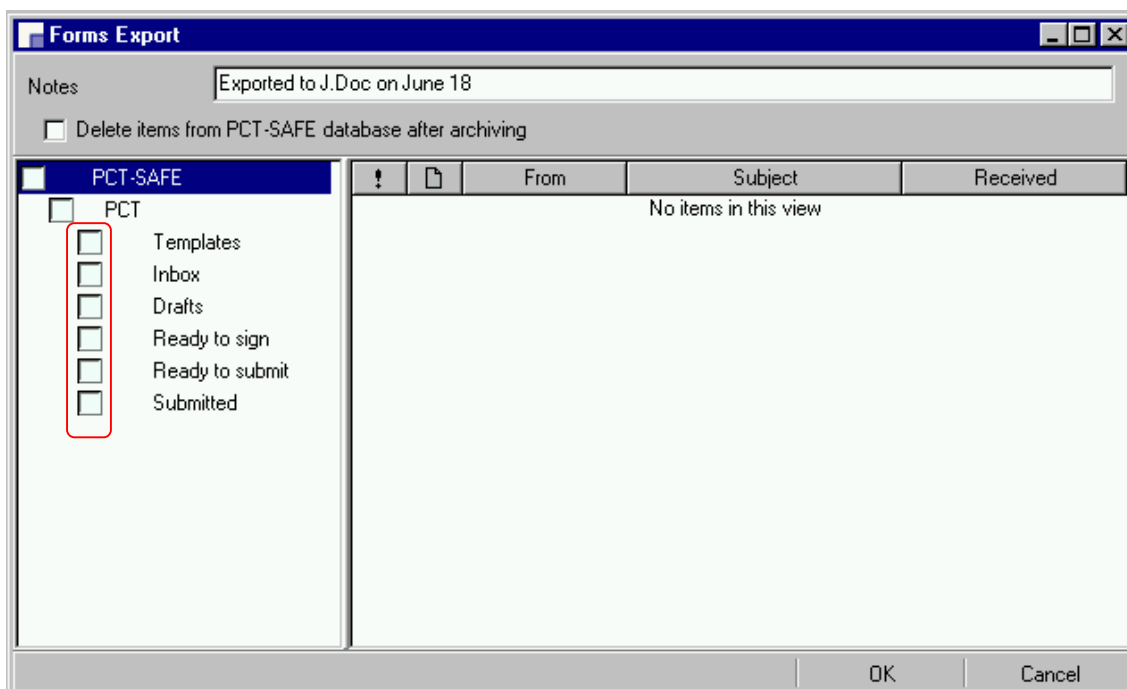 Forms Export
Notes Exported to J.Doc on June 18
Delete items from PCT-SAFE database after archiving
PCT-SAFE
PCT
Templates
Inbox
Drafts
Ready to sign
Ready to submit
Submitted
! From Subject Received
No items in this view
OK Cancel